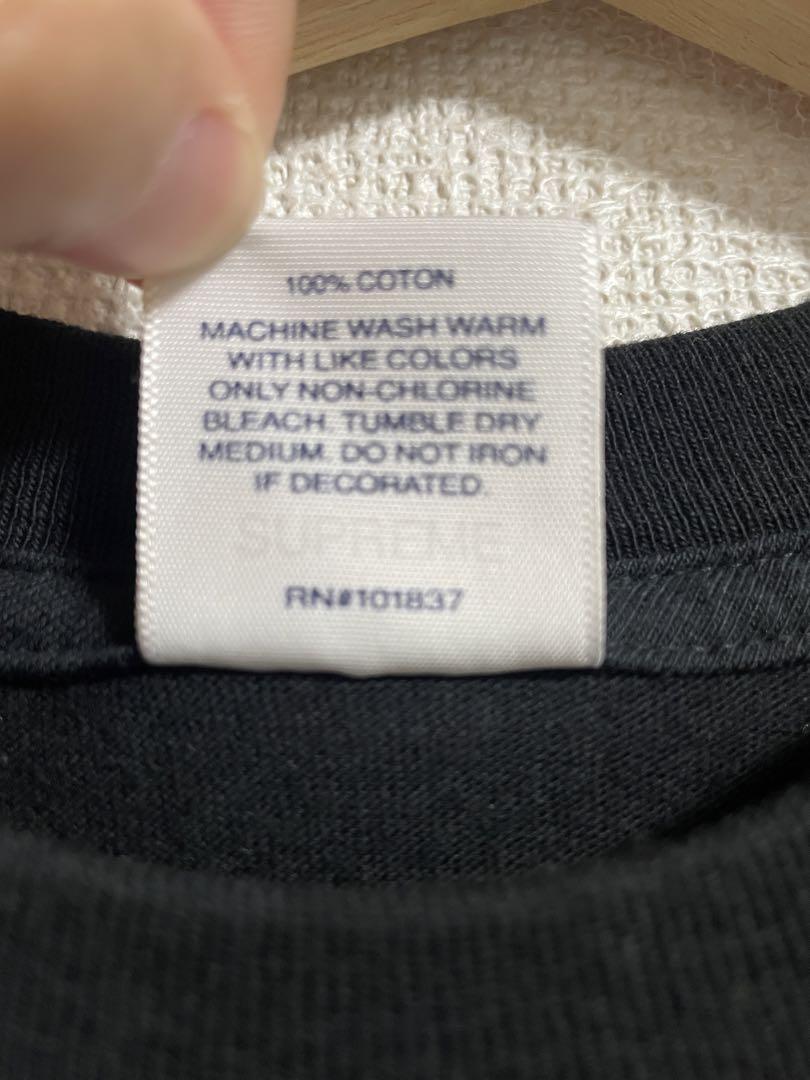 100% COTON
MACHINE WASH WARM
WITH LIKE COLORS
ONLY NON-CHLORINE
BLEACH. TUMBLE DRY
MEDIUM. DO NOT IRON
IF DECORATED.
SUPREME
RN#101837